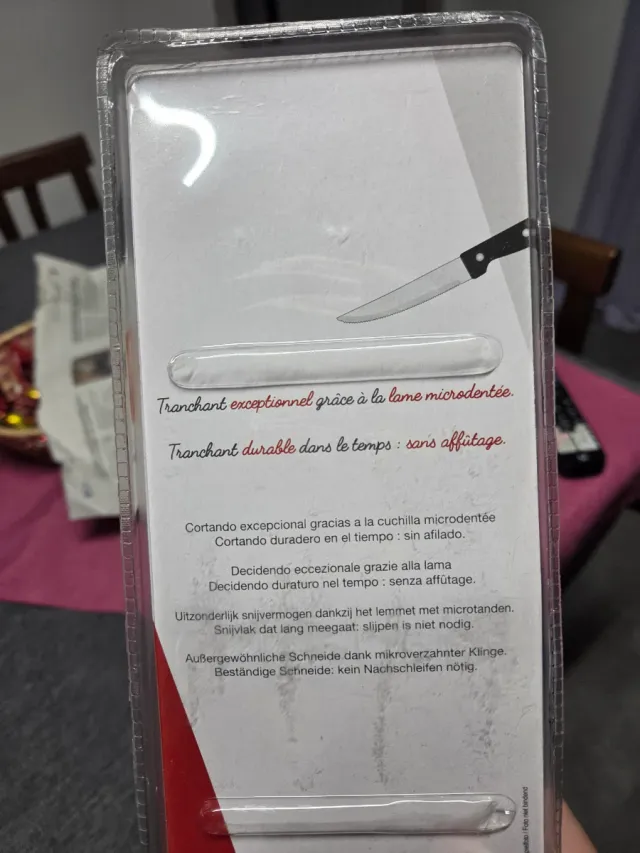 Tranchant exceptionnel grâce à la lame microdentée.
Tranchant durable dans le temps : sans affûtage.
Cortando excepcional gracias a la cuchilla microdentée
Cortando duradero en el tiempo : sin afilado.
Decidendo eccezionale grazie alla lama
Decidendo duraturo nel tempo : senza affûtage.
Uitzonderlijk snijvermogen dankzij het lemmet met microtanden.
Snijvlak dat lang meegaat: slijpen is niet nodig.
Außergewöhnliche Schneide dank mikroverzahnter Klinge.
Beständige Schneide: kein Nachschleifen nötig.
/ Foto niet bindend